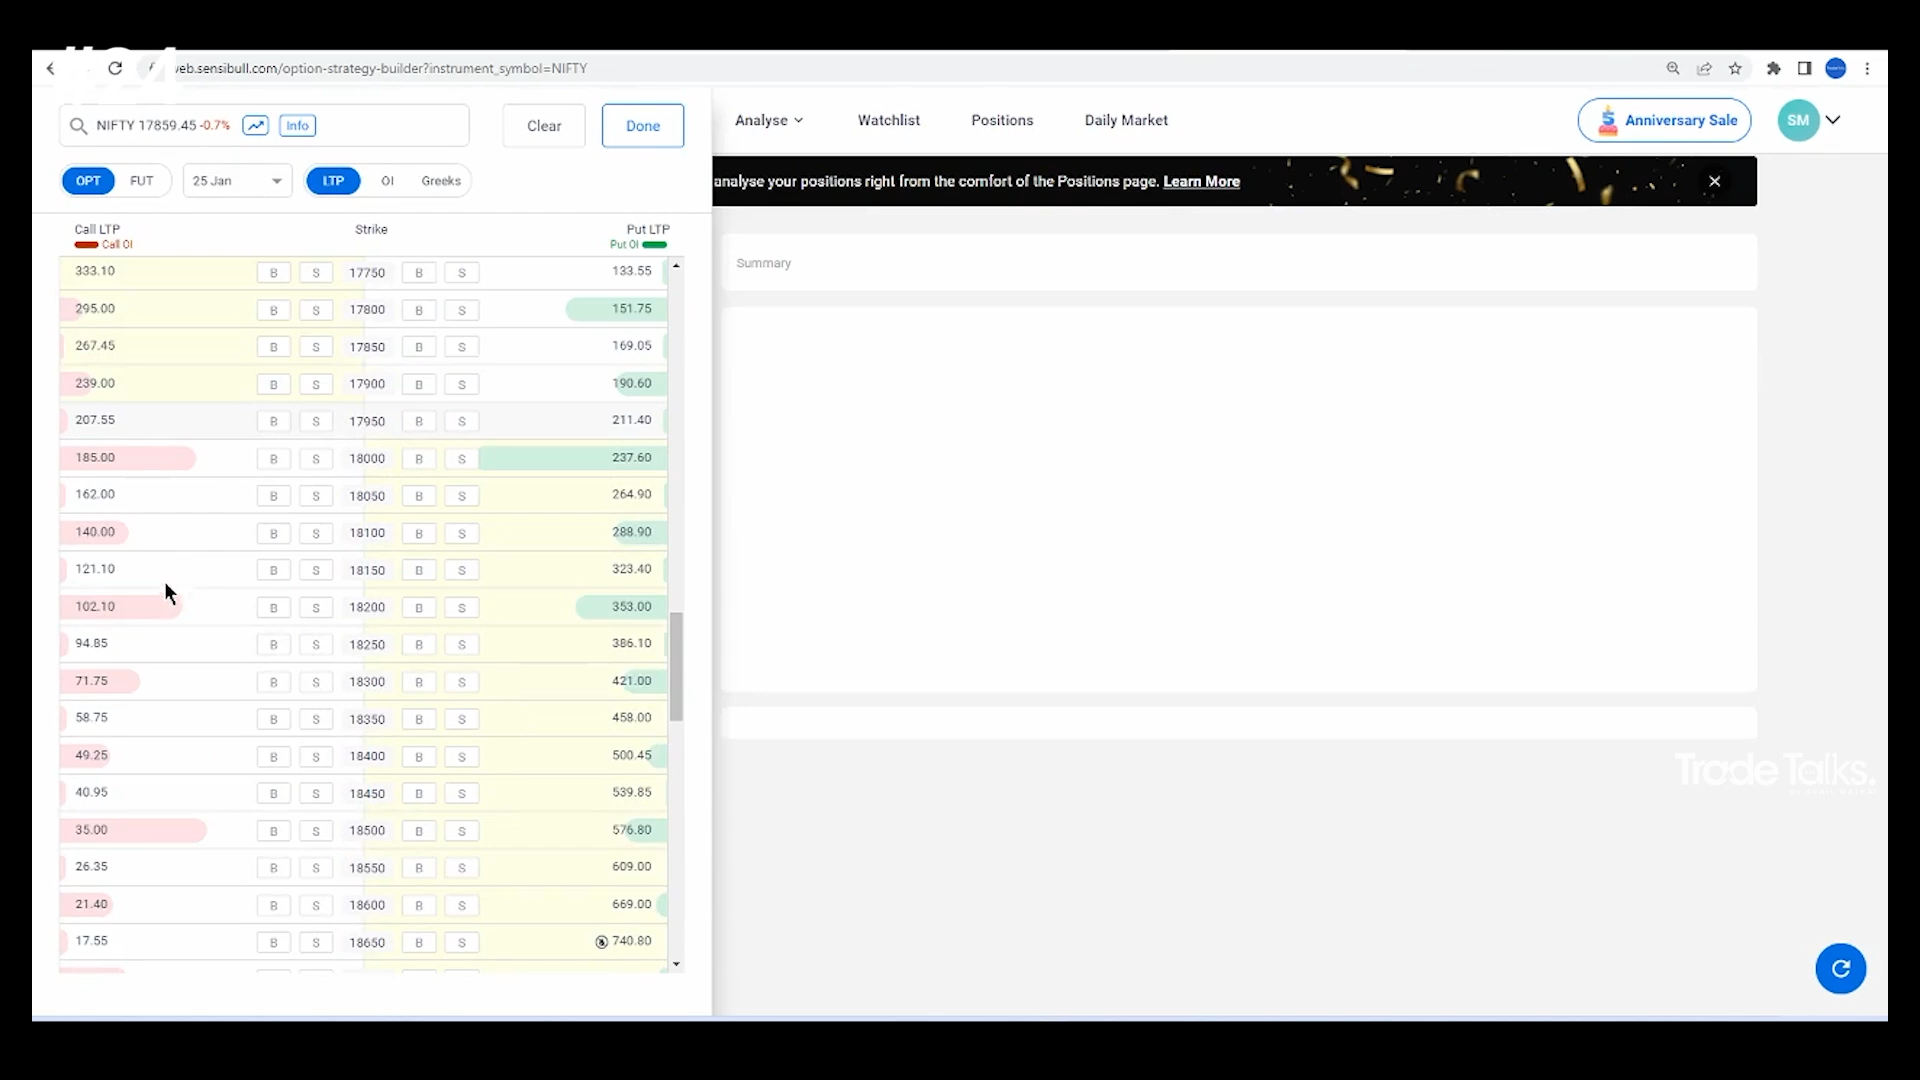 #24
web.sensibull.com/option-strategy-builder?instrument_symbol=NIFTY
NIFTY 17859.45 -0.7% Info
Clear
Done
Analyse
Watchlist
Positions
Daily Market
5 Anniversary Sale
SM
OPT FUT
25 Jan
LTP OI Greeks
analyse your positions right from the comfort of the Positions page. Learn More
Call LTP Strike Put LTP
Call OI Put OI
Summary
333.10 B S 17750 B S 133.55
295.00 B S 17800 B S 151.75
267.45 B S 17850 B S 169.05
239.00 B S 17900 B S 190.60
207.55 B S 17950 B S 211.40
185.00 B S 18000 B S 237.60
162.00 B S 18050 B S 264.90
140.00 B S 18100 B S 288.90
121.10 B S 18150 B S 323.40
102.10 B S 18200 B S 353.00
94.85 B S 18250 B S 386.10
71.75 B S 18300 B S 421.00
58.75 B S 18350 B S 458.00
49.25 B S 18400 B S 500.45
40.95 B S 18450 B S 539.85
35.00 B S 18500 B S 576.80
26.35 B S 18550 B S 609.00
21.40 B S 18600 B S 669.00
17.55 B S 18650 B S 740.80
Trade Talks.